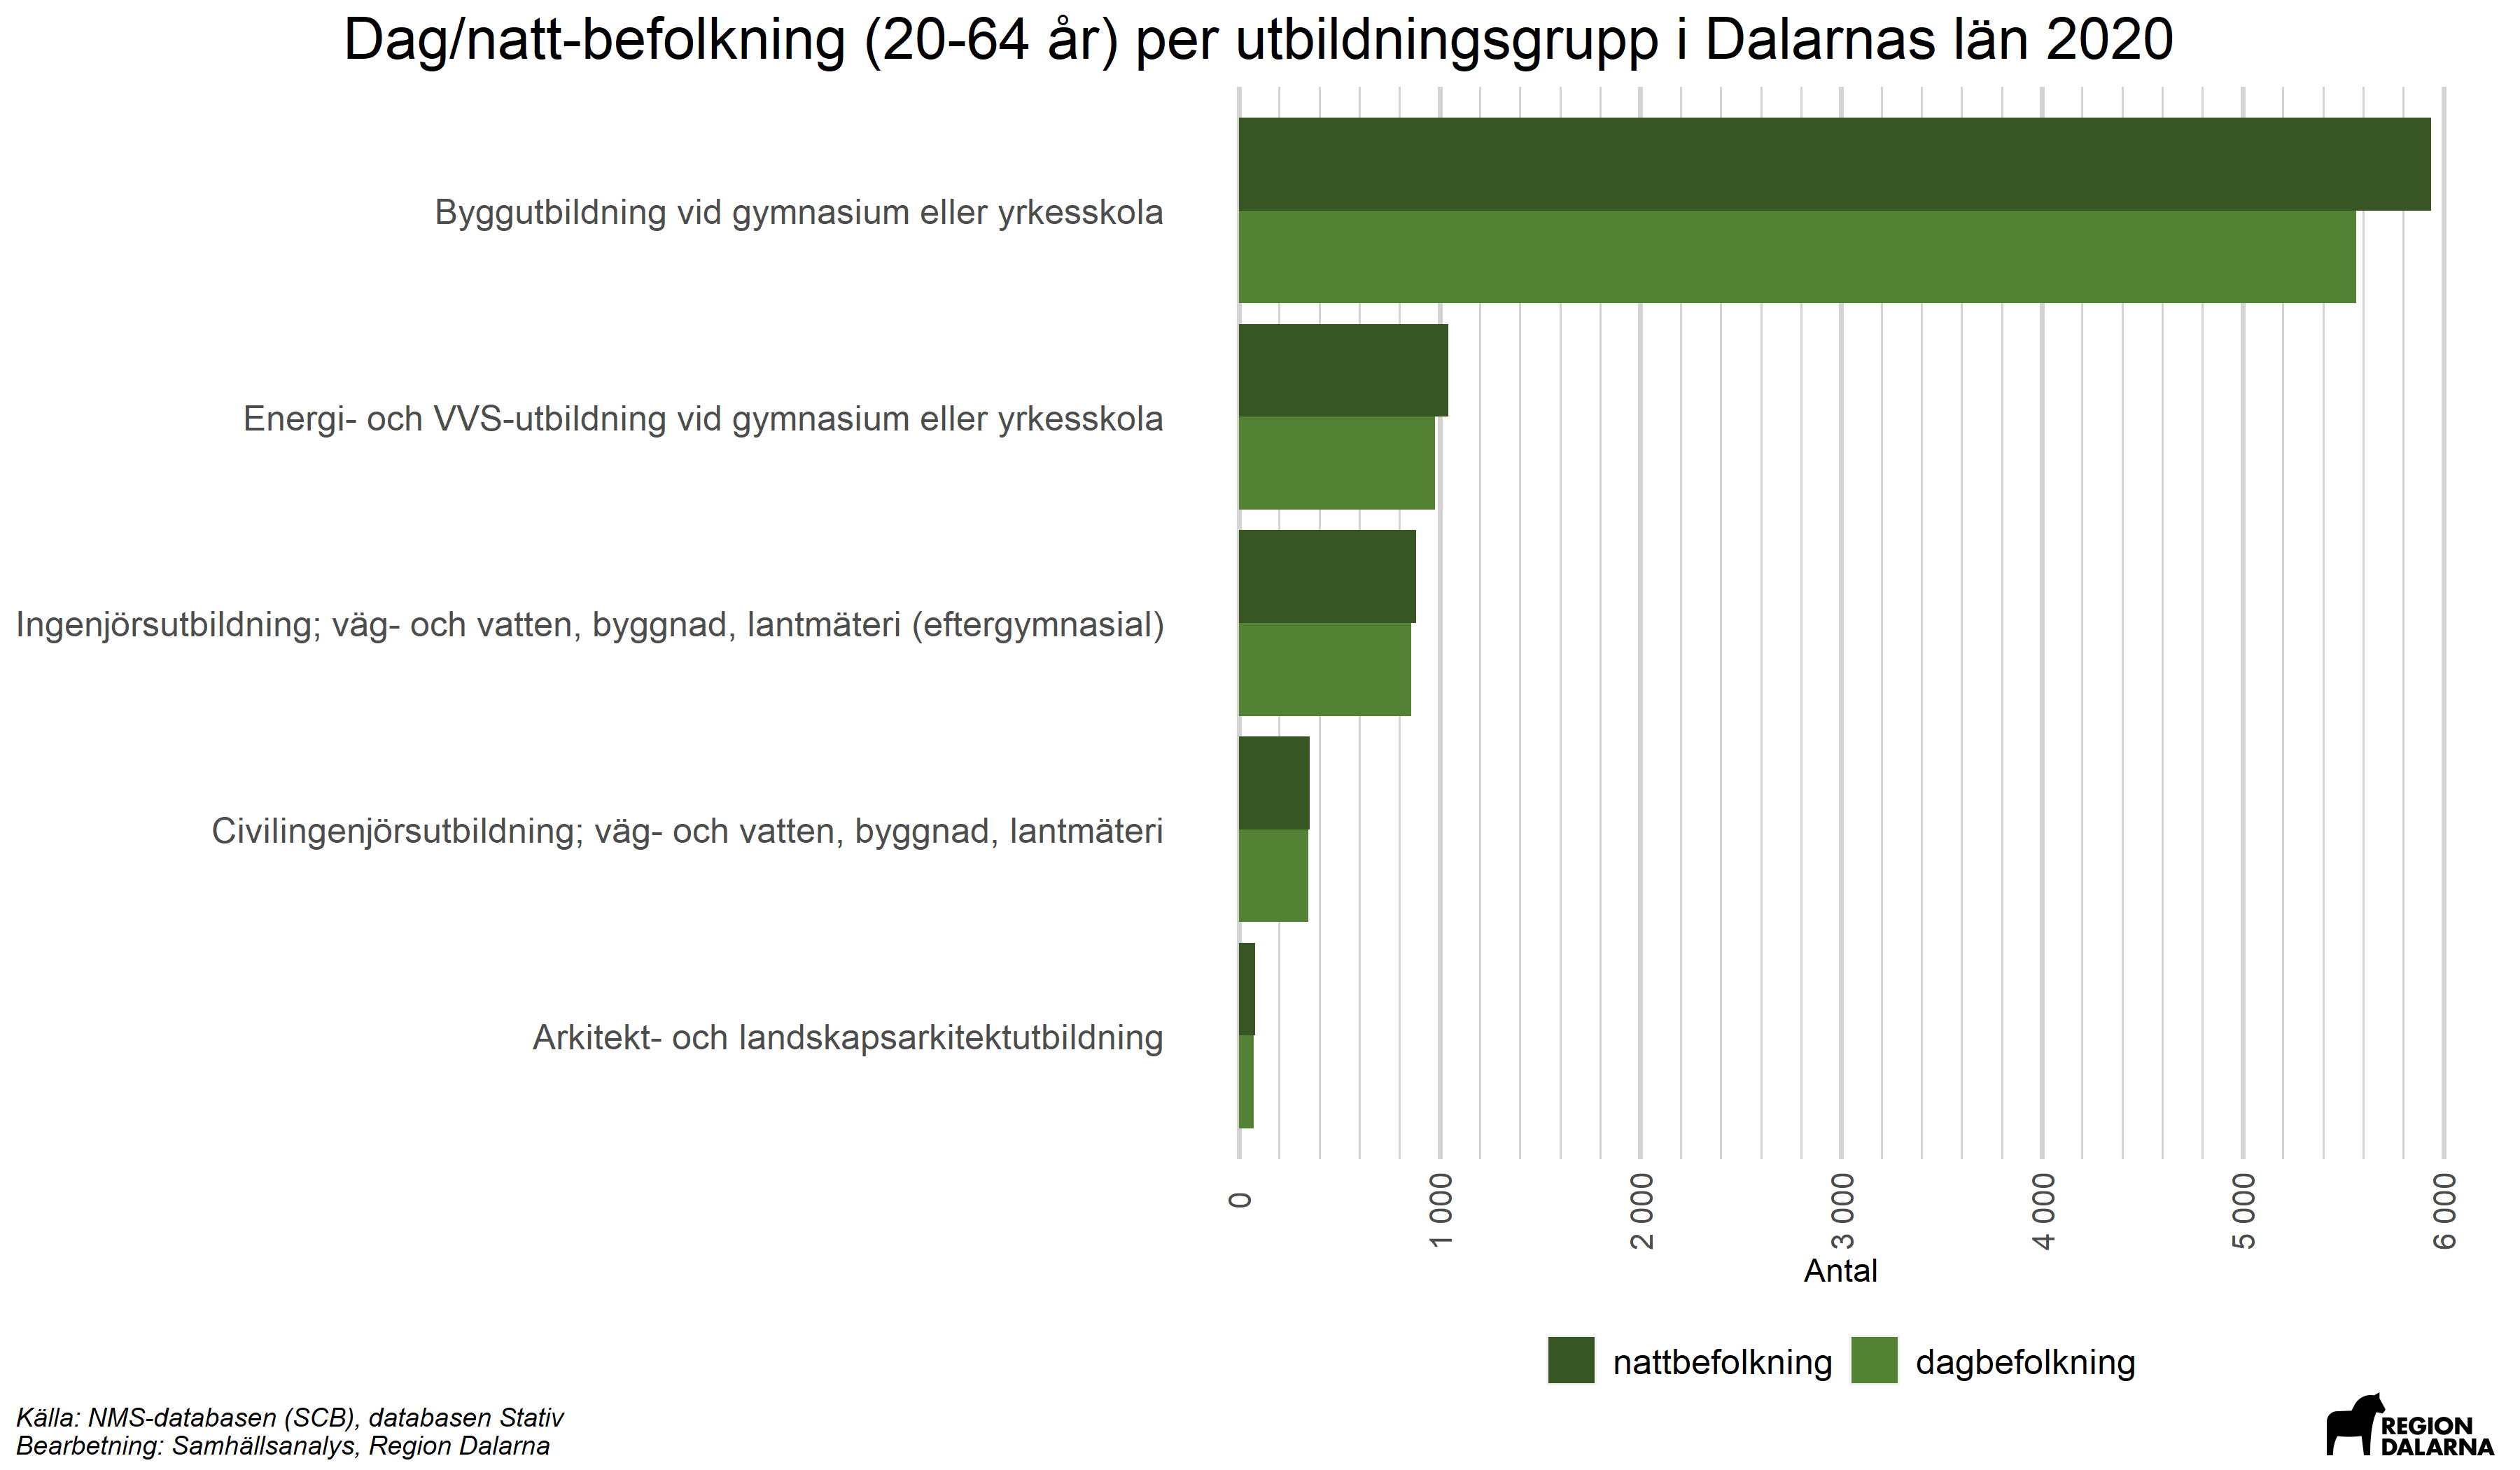 Dag/natt-befolkning (20-64 år) per utbildningsgrupp i Dalarnas län 2020
Byggutbildning vid gymnasium eller yrkesskola
Energi- och VVS-utbildning vid gymnasium eller yrkesskola
Ingenjörsutbildning; väg- och vatten, byggnad, lantmäteri (eftergymnasial)
Civilingenjörsutbildning; väg- och vatten, byggnad, lantmäteri
Arkitekt- och landskapsarkitektutbildning
0
1 000
2 000
3 000
4 000
5 000
6 000
Antal
nattbefolkning
dagbefolkning
Källa: NMS-databasen (SCB), databasen Stativ
Bearbetning: Samhällsanalys, Region Dalarna
REGION
DALARNA